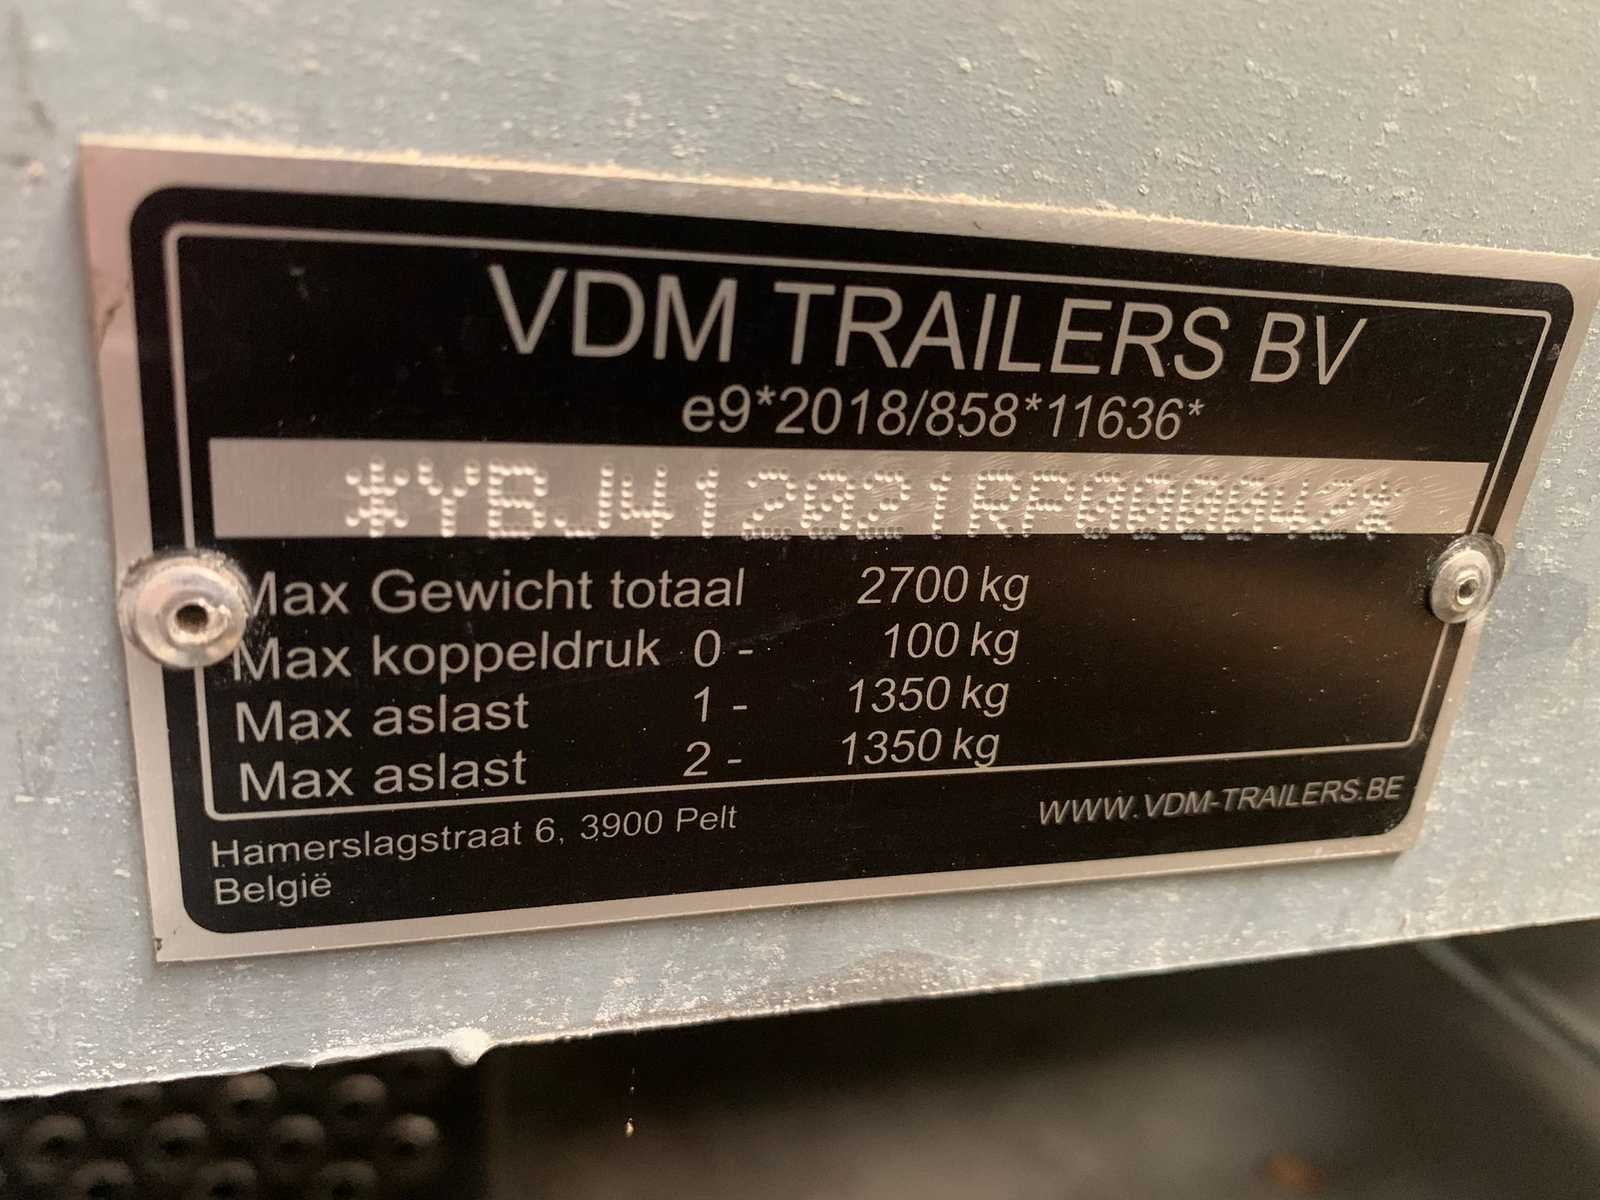 VDM TRAILERS BV
e9*2018/858*11636*
*YBJ412021RP000042*
Max Gewicht totaal 2700 kg
Max koppeldruk 0 - 100 kg
Max aslast 1 - 1350 kg
Max aslast 2 - 1350 kg
Hamerslagstraat 6, 3900 Pelt
België
WWW.VDM-TRAILERS.BE